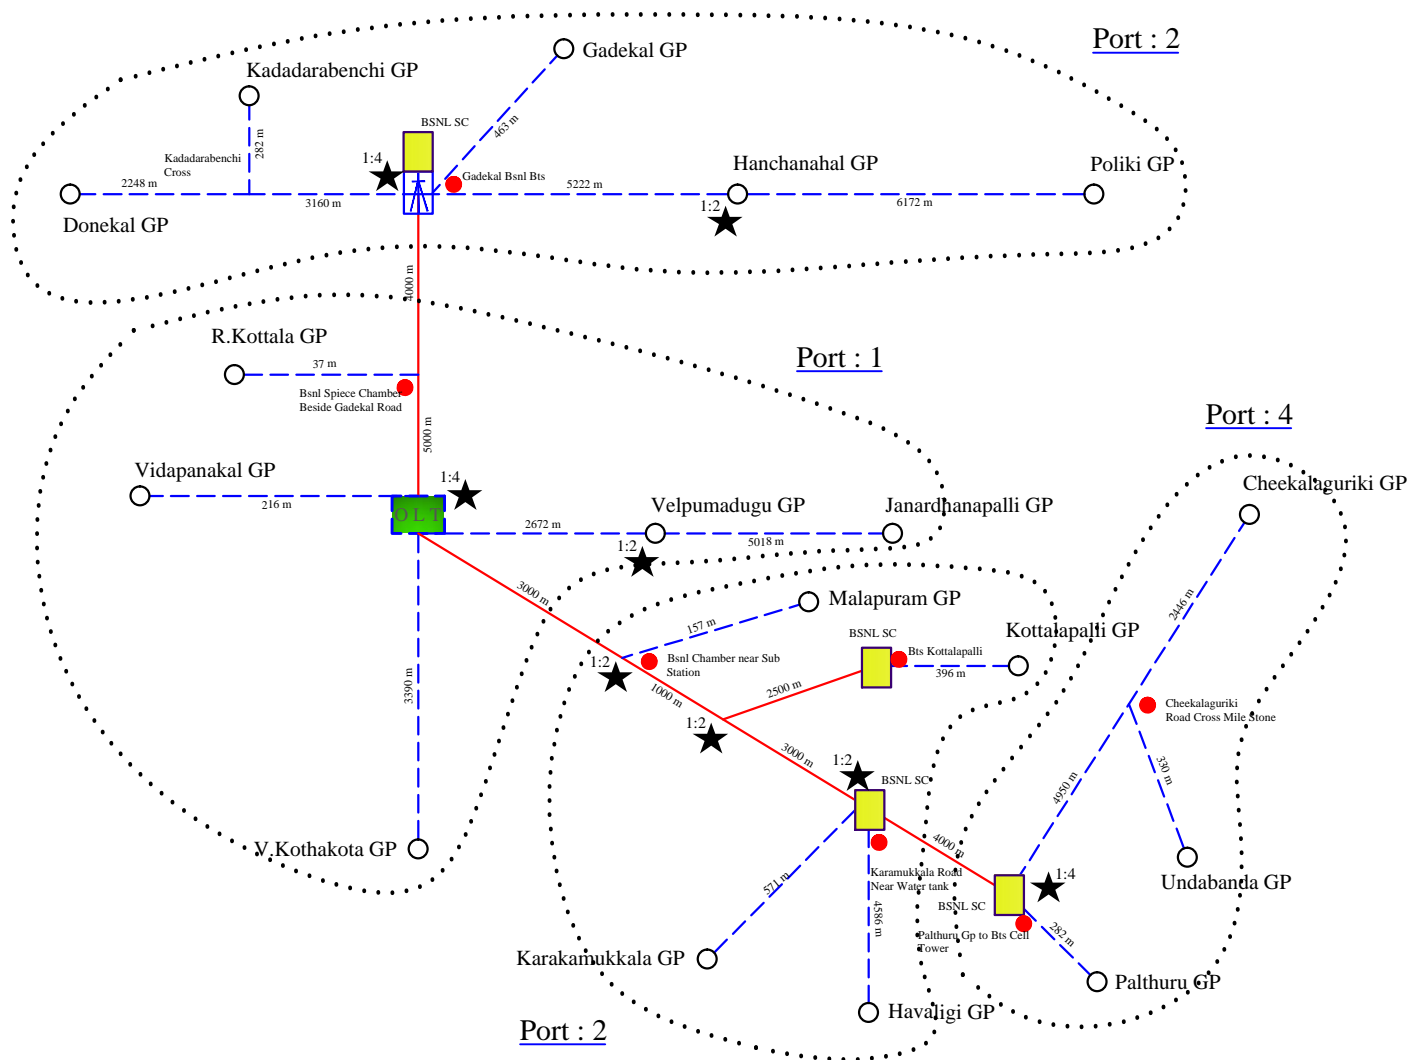 Port : 2
Gadekal GP
Kadadarabenchi GP
BSNL SC
463 m
282 m
1:4
Kadadarabenchi
Cross
Gadekal Bsnl Bts
Hanchanahal GP
Poliki GP
2248 m
3160 m
5222 m
6172 m
1:2
Donekal GP
4000 m
R.Kottala GP
Port : 1
37 m
Bsnl Spiece Chamber
Beside Gadekal Road
5000 m
Port : 4
Vidapanakal GP
216 m
1:4
O L T
Velpumadugu GP
Janardhanapalli GP
Cheekalaguriki GP
2672 m
5018 m
1:2
3000 m
Malapuram GP
157 m
2446 m
BSNL SC
Kottalapalli GP
Bts Kottalapalli
396 m
1:2
Bsnl Chamber near Sub
Station
1000 m
2500 m
3390 m
Cheekalaguriki
Road Cross Mile Stone
1:2
3000 m
1:2
BSNL SC
330 m
4950 m
4000 m
V.Kothakota GP
Karamukkala Road
Near Water tank
571 m
4586 m
1:4
BSNL SC
Undabanda GP
Palthuru Gp to Bts Cell
Tower
282 m
Karakamukkala GP
Palthuru GP
Havaligi GP
Port : 2